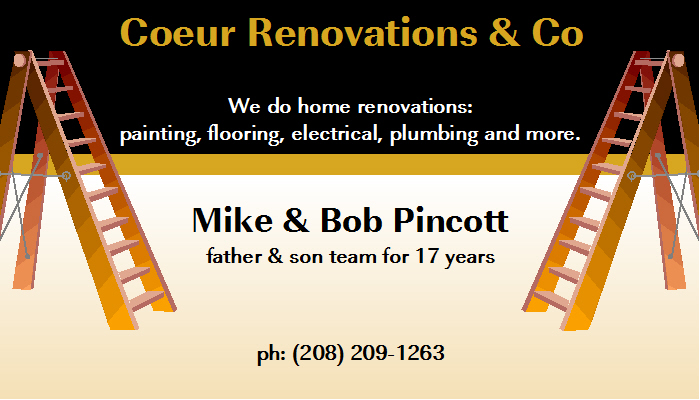 Coeur Renovations & Co
We do home renovations:
painting, flooring, electrical, plumbing and more.
Mike & Bob Pincott
father & son team for 17 years
ph: (208) 209-1263